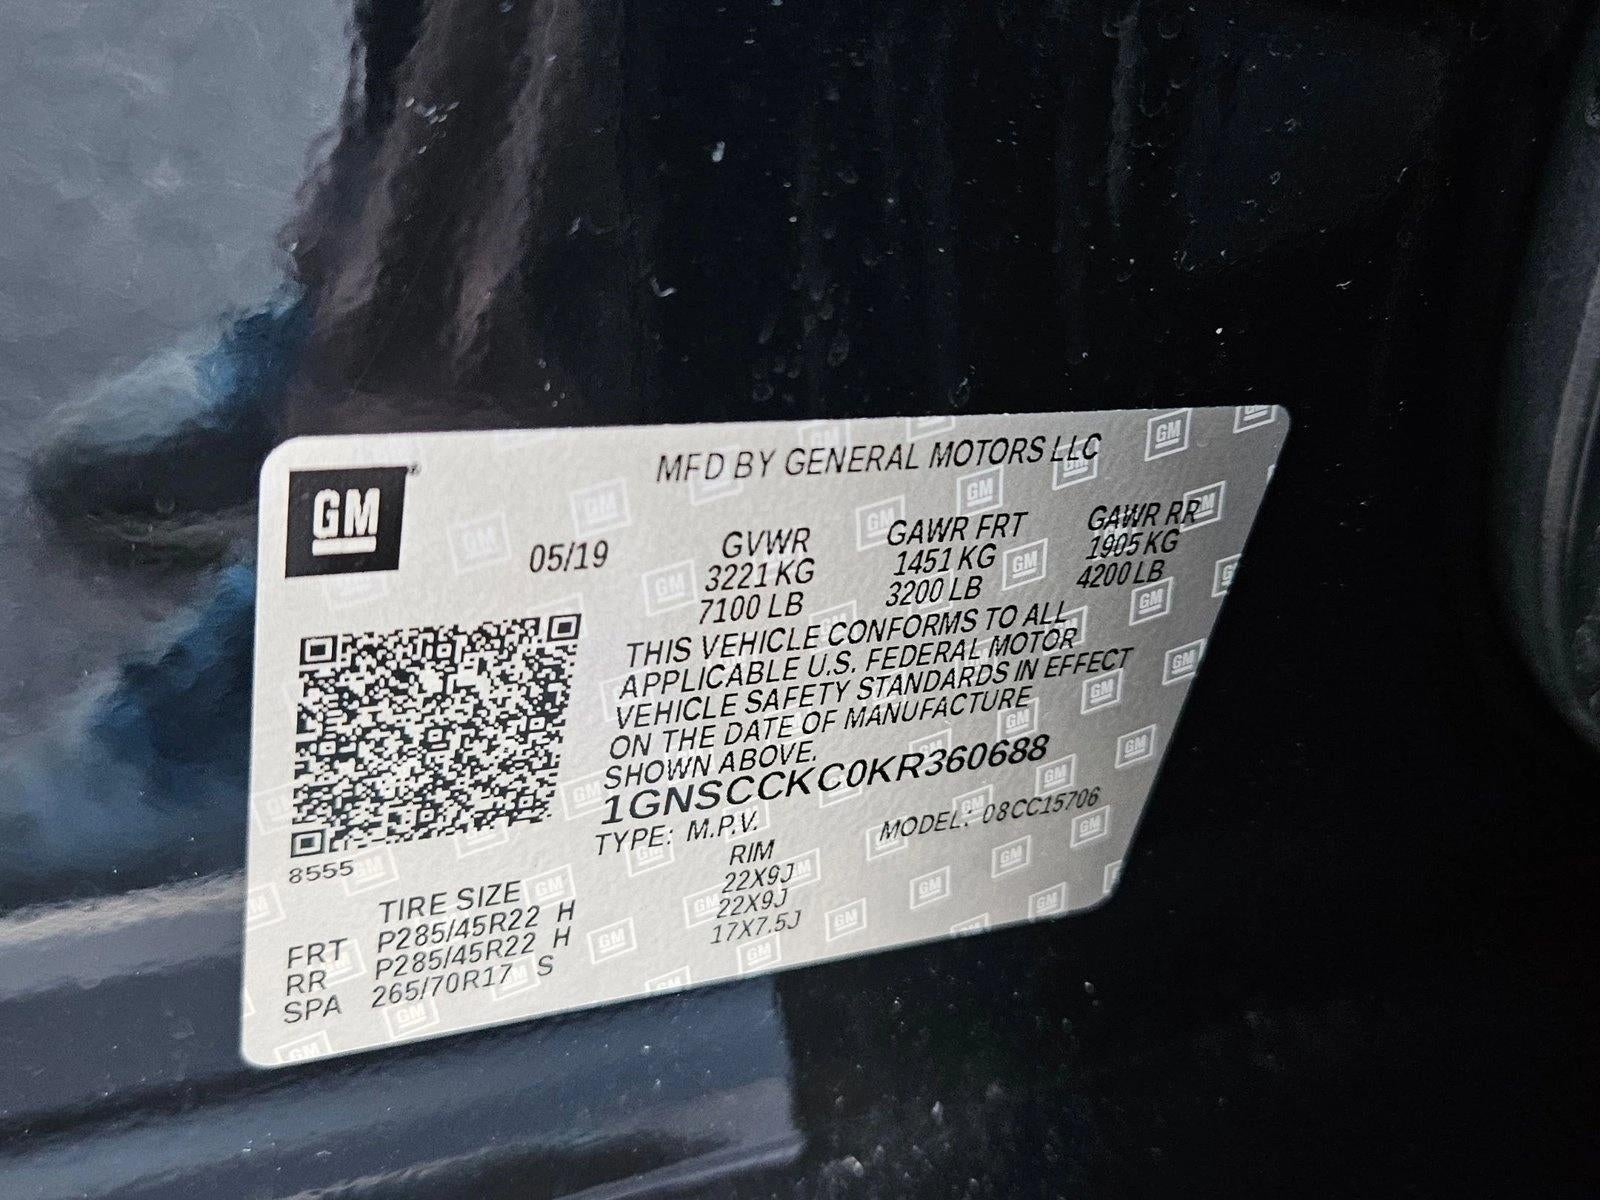 GM
MFD BY GENERAL MOTORS LLC
05/19
GVWR
3221 KG
7100 LB
GAWR FRT
1451 KG
3200 LB
GAWR RR
1905 KG
4200 LB
THIS VEHICLE CONFORMS TO ALL
APPLICABLE U.S. FEDERAL MOTOR
VEHICLE SAFETY STANDARDS IN EFFECT
ON THE DATE OF MANUFACTURE
SHOWN ABOVE.
1GNSCCKC0KR360688
TYPE: M.P.V. MODEL: 08CC15706
8555
TIRE SIZE RIM
FRT P285/45R22 H 22X9J
RR P285/45R22 H 22X9J
SPA 265/70R17 S 17X7.5J